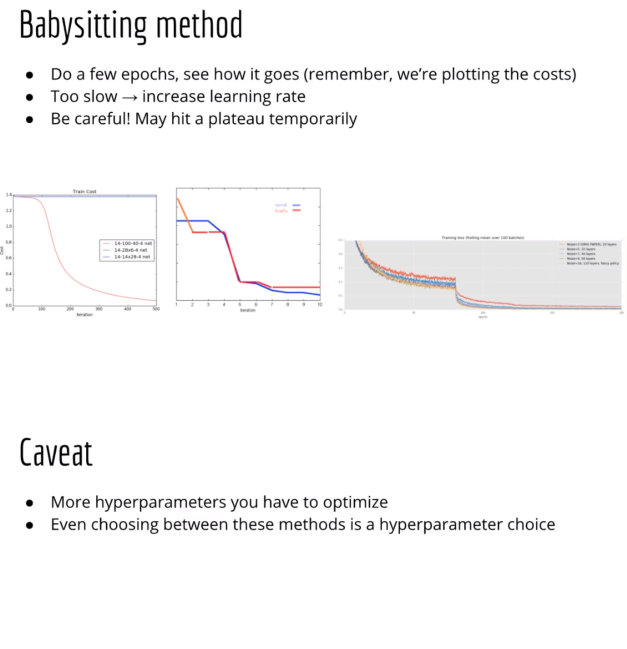 Babysitting method
● Do a few epochs, see how it goes (remember, we're plotting the costs)
● Too slow → increase learning rate
● Be careful! May hit a plateau temporarily
Train Cost
1.4
1.2
1.0
0.8
0.6
0.4
0.2
0.0
Cost
0 100 200 300 400 500
Iteration
14-100-40-4 net
14-28x6-4 net
14-14x28-4 net
1 2 3 4 5 6 7 8 9 10
Iteration
Training loss (Rolling mean over 100 batches)
Caveat
● More hyperparameters you have to optimize
● Even choosing between these methods is a hyperparameter choice